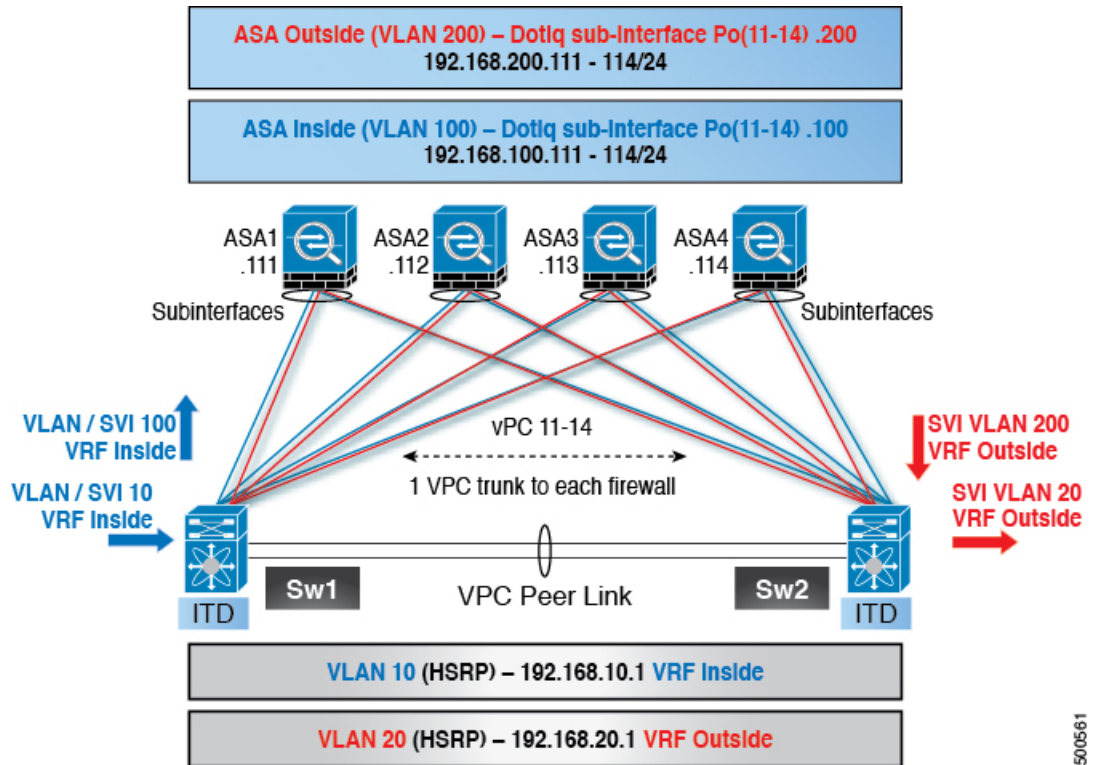 ASA Outside (VLAN 200) – Dotlq sub-Interface Po(11-14) .200
192.168.200.111 - 114/24
ASA Inside (VLAN 100) – Dotlq sub-Interface Po(11-14) .100
192.168.100.111 - 114/24
ASA1
.111
ASA2
.112
ASA3
.113
ASA4
.114
Subinterfaces
Subinterfaces
VLAN / SVI 100
VRF Inside
VLAN / SVI 10
VRF Inside
vPC 11-14
1 VPC trunk to each firewall
SVI VLAN 200
VRF Outside
SVI VLAN 20
VRF Outside
Sw1
VPC Peer Link
Sw2
ITD
ITD
VLAN 10 (HSRP) – 192.168.10.1 VRF Inside
VLAN 20 (HSRP) – 192.168.20.1 VRF Outside
500561